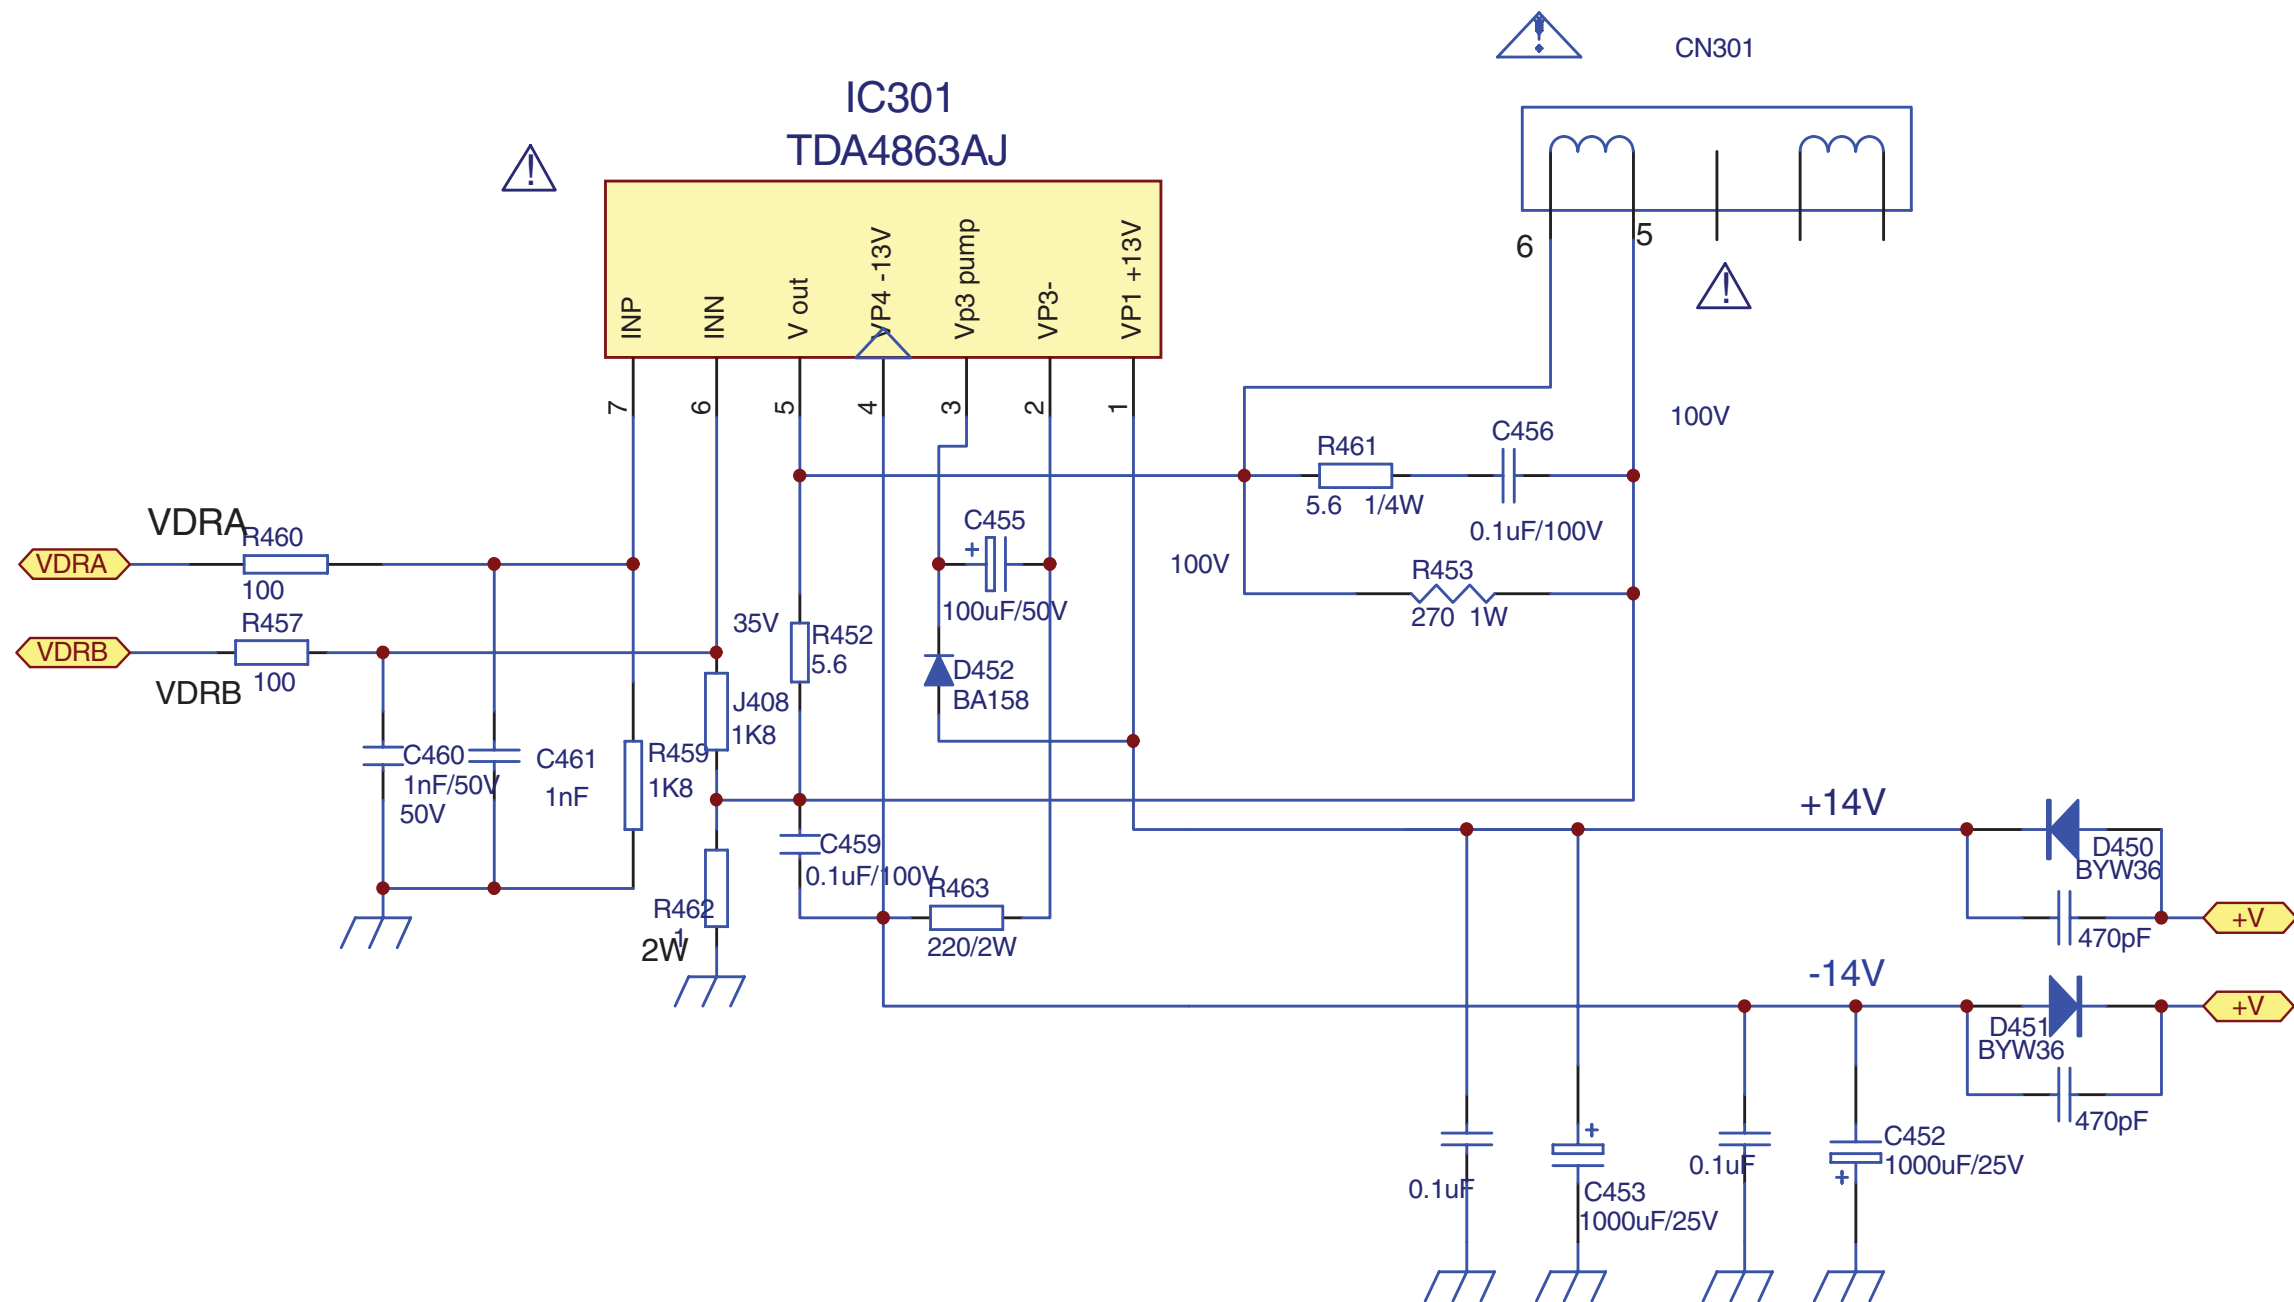 CN301
IC301
TDA4863AJ
INP
INN
V out
VP4 -13V
Vp3 pump
VP3-
VP1 +13V
6
5
7
6
5
4
3
2
1
100V
R461
C456
5.6 1/4W
0.1uF/100V
VDRA
VDRA
R460
100
C455
+
100uF/50V
100V
R453
270 1W
VDRB
R457
100
VDRB
35V
R452
5.6
D452
BA158
J408
1K8
C460
1nF/50V
50V
C461
1nF
R459
1K8
C459
0.1uF/100V
R462
1
2W
R463
220/2W
+14V
D450
BYW36
470pF
+V
-14V
D451
BYW36
470pF
+V
0.1uF
+
C453
1000uF/25V
0.1uF
C452
1000uF/25V
+